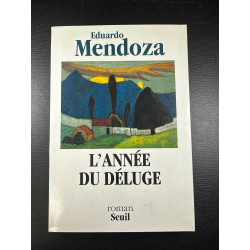 Eduardo
Mendoza
L'ANNÉE
DU DÉLUGE
roman
Seuil